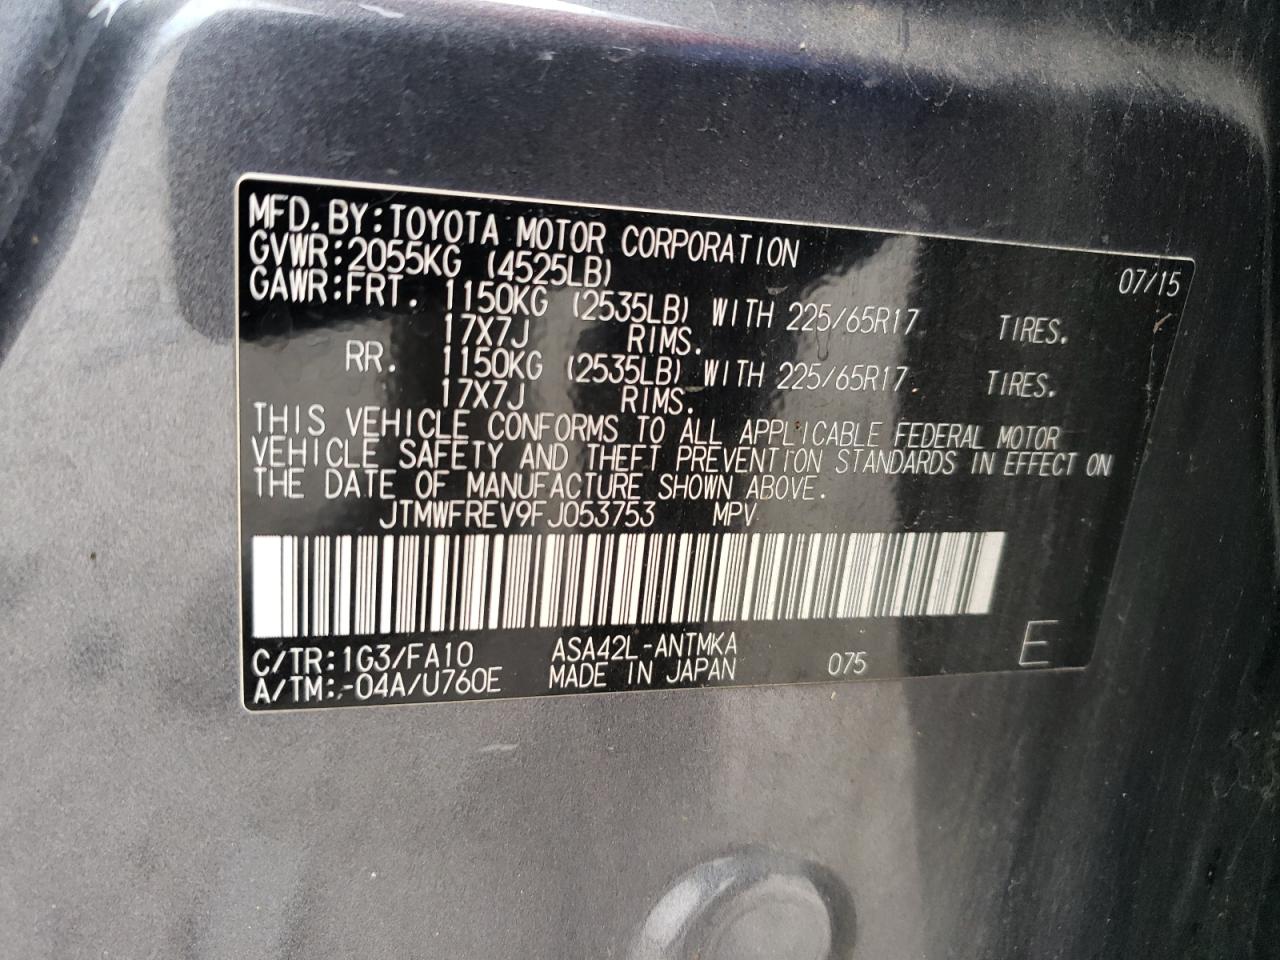 MFD. BY: TOYOTA MOTOR CORPORATION 07/15
GVWR: 2055KG (4525LB)
GAWR: FRT. 1150KG (2535LB) WITH 225/65R17 TIRES.
17X7J RIMS.
RR. 1150KG (2535LB) WITH 225/65R17 TIRES.
17X7J RIMS.
THIS VEHICLE CONFORMS TO ALL APPLICABLE FEDERAL MOTOR
VEHICLE SAFETY AND THEFT PREVENTION STANDARDS IN EFFECT ON
THE DATE OF MANUFACTURE SHOWN ABOVE.
JTMWFREV9FJ053753 MPV
C/TR: 1G3/FA10 ASA42L-ANTMKA 075 E
A/TM: -04A/U760E MADE IN JAPAN